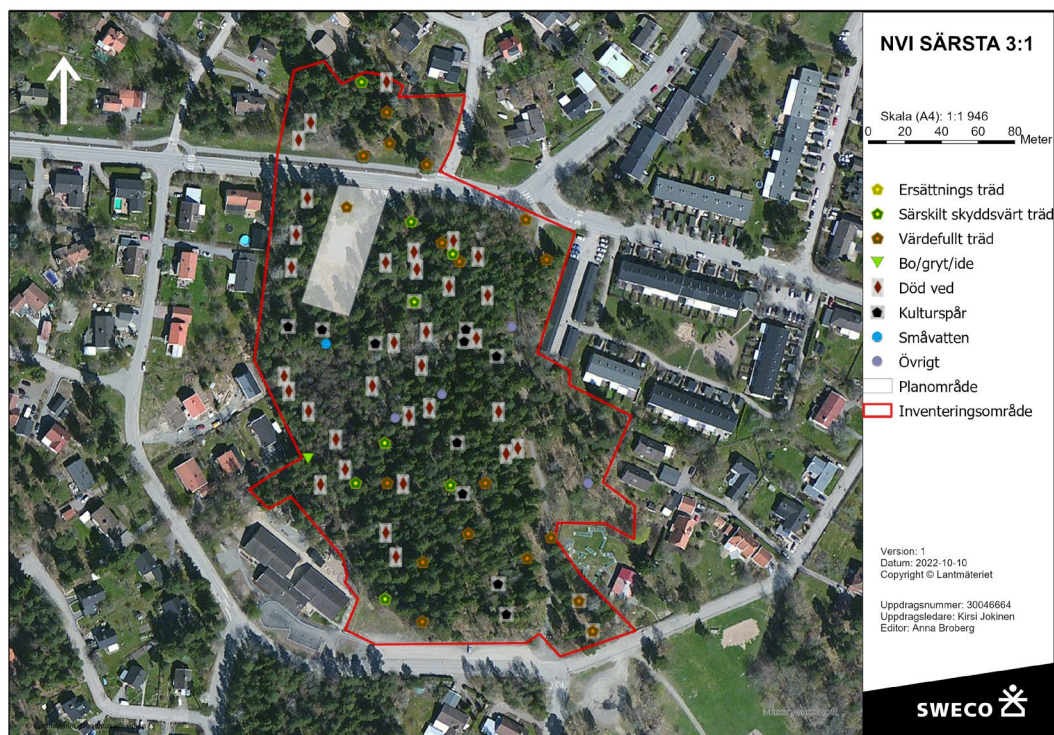 NVI SÄRSTA 3:1
Skala (A4): 1:1 946
0 20 40 60 80 Meter
Ersättnings träd
Särskilt skyddsvärt träd
Värdefullt träd
Bo/gryt/ide
Död ved
Kulturspår
Småvatten
Övrigt
Planområde
Inventeringsområde
Version: 1
Datum: 2022-10-10
Copyright © Lantmäteriet
Uppdragsnummer: 30046664
Uppdragsledare: Kirsi Jokinen
Editor: Anna Broberg
SWECO